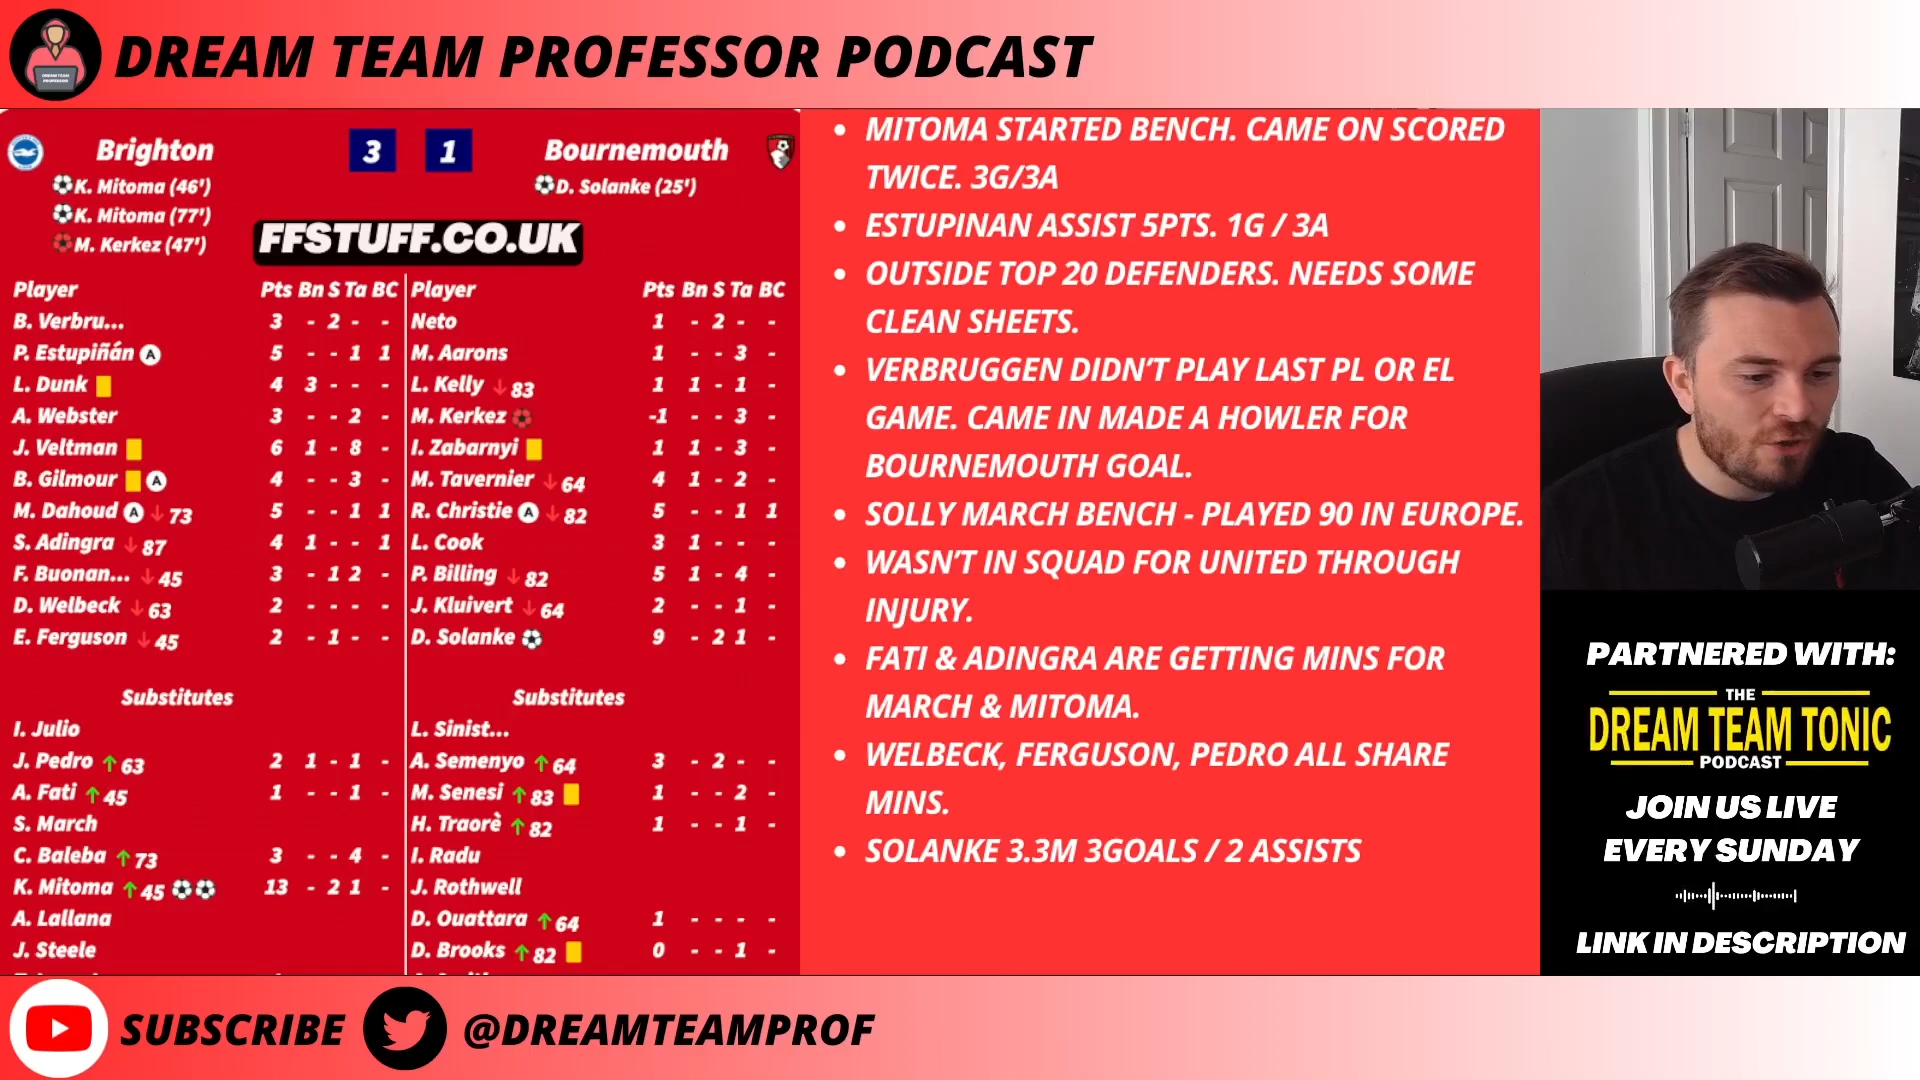 DREAM TEAM PROFESSOR PODCAST
DREAM TEAM
PROFESSOR
Brighton 3 1 Bournemouth
K. Mitoma (46') D. Solanke (25')
K. Mitoma (77')
M. Kerkez (47')
FFSTUFF.CO.UK
Player Pts Bn S Ta BC Player Pts Bn S Ta BC
B. Verbru... 3 - 2 - - Neto 1 - 2 - -
P. Estupiñán A 5 - - 1 1 M. Aarons 1 - - 3 -
L. Dunk 4 3 - - - L. Kelly 83 1 1 - 1 -
A. Webster 3 - - 2 - M. Kerkez -1 - - 3 -
J. Veltman 6 1 - 8 - I. Zabarnyi 1 1 - 3 -
B. Gilmour A 4 - - 3 - M. Tavernier 64 4 1 - 2 -
M. Dahoud A 73 5 - - 1 1 R. Christie A 82 5 - - 1 1
S. Adingra 87 4 1 - - 1 L. Cook 3 1 - - -
F. Buonan... 45 3 - 1 2 - P. Billing 82 5 1 - 4 -
D. Welbeck 63 2 - - - - J. Kluivert 64 2 - - 1 -
E. Ferguson 45 2 - 1 - - D. Solanke 9 - 2 1 -
Substitutes Substitutes
I. Julio L. Sinist...
J. Pedro 63 2 1 - 1 - A. Semenyo 64 3 - 2 - -
A. Fati 45 1 - - 1 - M. Senesi 83 1 - - 2 -
S. March H. Traorè 82 1 - - 1 -
C. Baleba 73 3 - - 4 - I. Radu
K. Mitoma 45 13 - 2 1 - J. Rothwell
A. Lallana D. Ouattara 64 1 - - - -
J. Steele D. Brooks 82 0 - - 1 -
MITOMA STARTED BENCH. CAME ON SCORED
TWICE. 3G/3A
ESTUPINAN ASSIST 5PTS. 1G / 3A
OUTSIDE TOP 20 DEFENDERS. NEEDS SOME
CLEAN SHEETS.
VERBRUGGEN DIDN'T PLAY LAST PL OR EL
GAME. CAME IN MADE A HOWLER FOR
BOURNEMOUTH GOAL.
SOLLY MARCH BENCH - PLAYED 90 IN EUROPE.
WASN'T IN SQUAD FOR UNITED THROUGH
INJURY.
FATI & ADINGRA ARE GETTING MINS FOR
MARCH & MITOMA.
WELBECK, FERGUSON, PEDRO ALL SHARE
MINS.
SOLANKE 3.3M 3GOALS / 2 ASSISTS
PARTNERED WITH:
THE
DREAM TEAM TONIC
PODCAST
JOIN US LIVE
EVERY SUNDAY
LINK IN DESCRIPTION
SUBSCRIBE @DREAMTEAMPROF